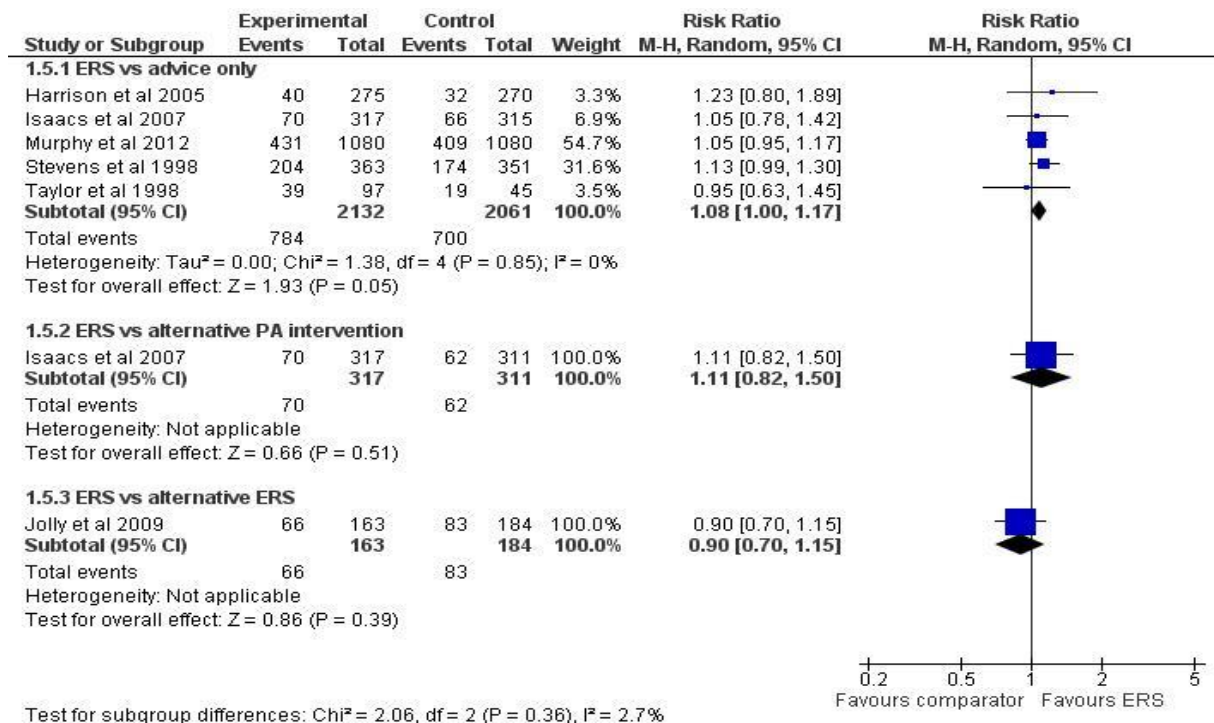 Experimental Control Risk Ratio Risk Ratio
Study or Subgroup Events Total Events Total Weight M-H, Random, 95% CI M-H, Random, 95% CI
1.5.1 ERS vs advice only
Harrison et al 2005 40 275 32 270 3.3% 1.23 [0.80, 1.89]
Isaacs et al 2007 70 317 66 315 6.9% 1.05 [0.78, 1.42]
Murphy et al 2012 431 1080 409 1080 54.7% 1.05 [0.95, 1.17]
Stevens et al 1998 204 363 174 351 31.6% 1.13 [0.99, 1.30]
Taylor et al 1998 39 97 19 45 3.5% 0.95 [0.63, 1.45]
Subtotal (95% CI) 2132 2061 100.0% 1.08 [1.00, 1.17]
Total events 784 700
Heterogeneity: Tau² = 0.00; Chi² = 1.38, df = 4 (P = 0.85); I² = 0%
Test for overall effect: Z = 1.93 (P = 0.05)
1.5.2 ERS vs alternative PA intervention
Isaacs et al 2007 70 317 62 311 100.0% 1.11 [0.82, 1.50]
Subtotal (95% CI) 317 311 100.0% 1.11 [0.82, 1.50]
Total events 70 62
Heterogeneity: Not applicable
Test for overall effect: Z = 0.66 (P = 0.51)
1.5.3 ERS vs alternative ERS
Jolly et al 2009 66 163 83 184 100.0% 0.90 [0.70, 1.15]
Subtotal (95% CI) 163 184 100.0% 0.90 [0.70, 1.15]
Total events 66 83
Heterogeneity: Not applicable
Test for overall effect: Z = 0.86 (P = 0.39)
0.2 0.5 1 2 5
Favours comparator Favours ERS
Test for subgroup differences: Chi² = 2.06, df = 2 (P = 0.36), I² = 2.7%